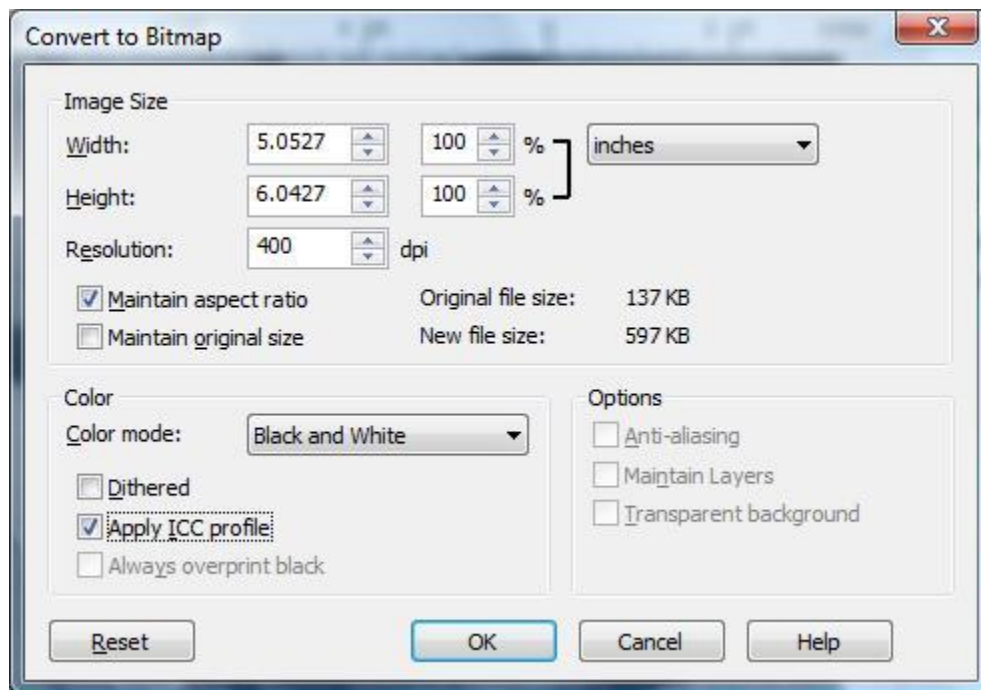 Convert to Bitmap
Image Size
Width: 5.0527 100 % inches
Height: 6.0427 100 %
Resolution: 400 dpi
Maintain aspect ratio Original file size: 137 KB
Maintain original size New file size: 597 KB
Color Options
Color mode: Black and White Anti-aliasing
Dithered Maintain Layers
Apply ICC profile Transparent background
Always overprint black
Reset OK Cancel Help